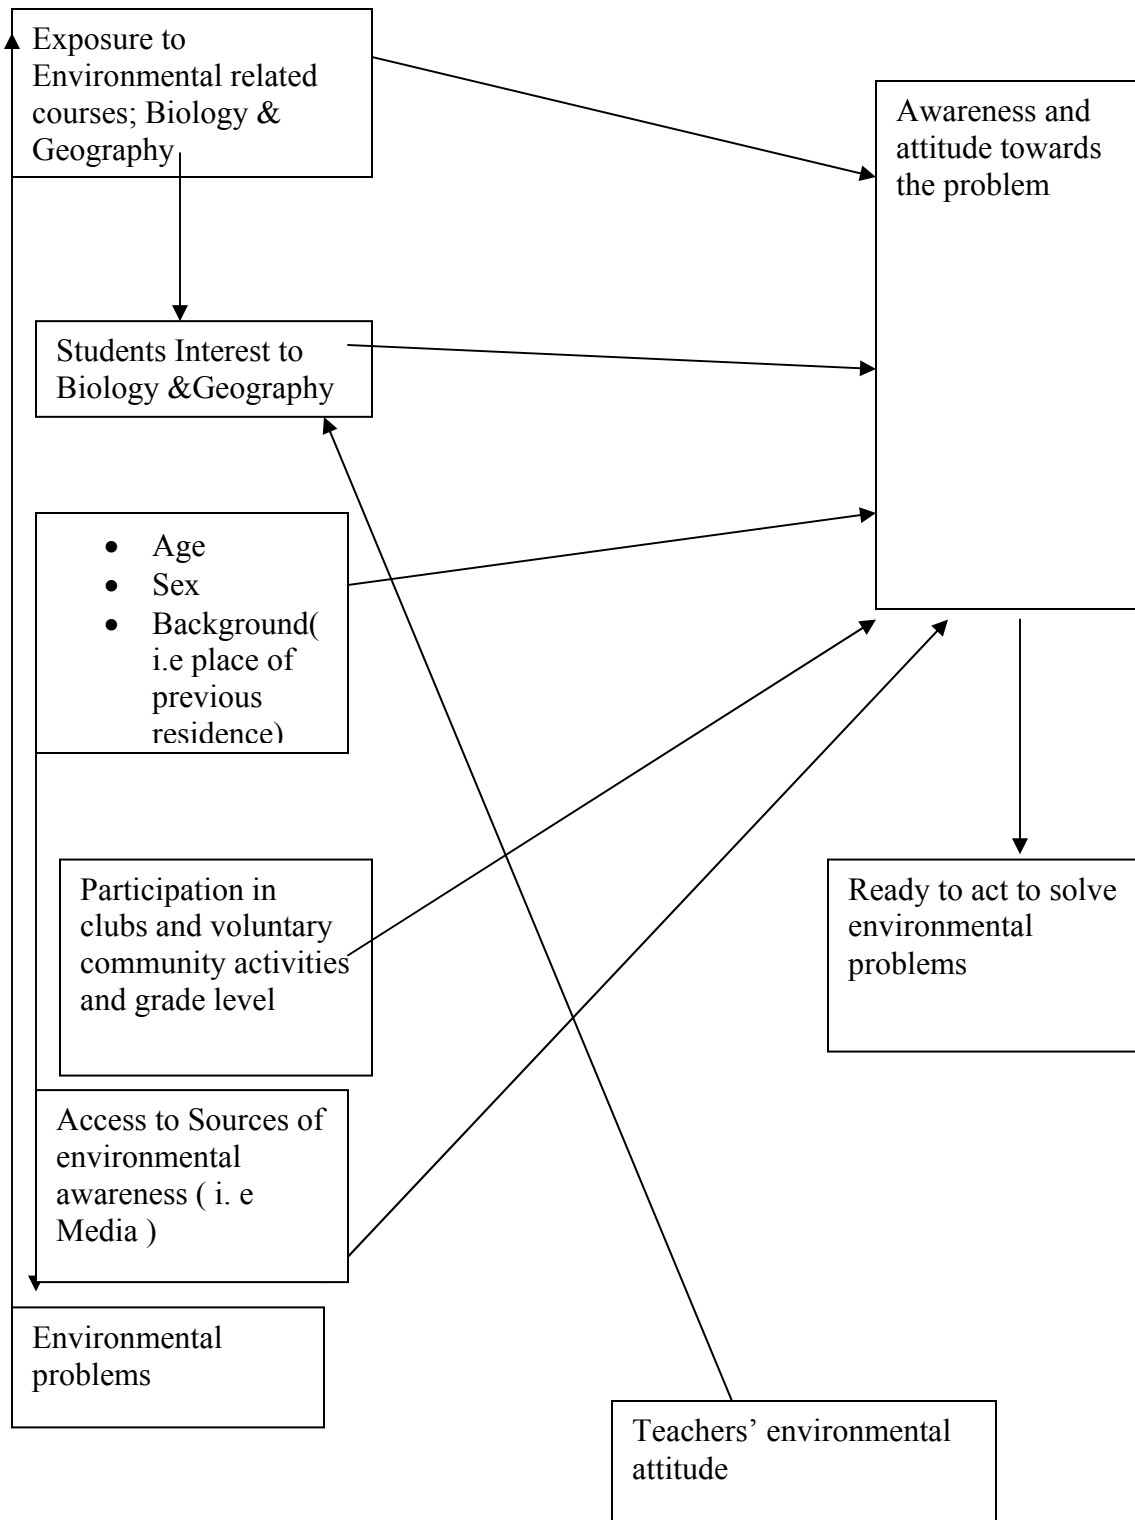 Exposure to
Environmental related
courses; Biology &
Geography
Awareness and
attitude towards
the problem
Students Interest to
Biology &Geography
• Age
• Sex
• Background(
i.e place of
previous
residence)
Participation in
clubs and voluntary
community activities
and grade level
Ready to act to solve
environmental
problems
Access to Sources of
environmental
awareness ( i. e
Media )
Environmental
problems
Teachers’ environmental
attitude